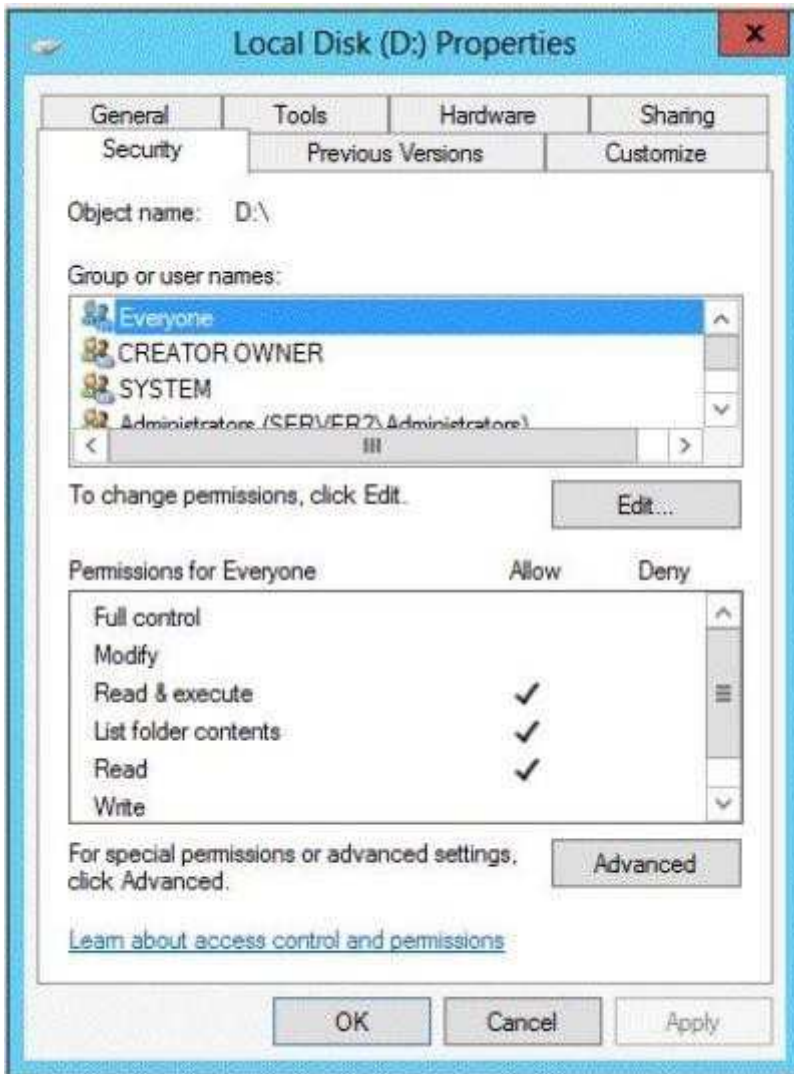 Local Disk (D:) Properties
x
General Tools Hardware Sharing
Security Previous Versions Customize
Object name: D:\
Group or user names:
Everyone
CREATOR OWNER
SYSTEM
Administrators (SERVER2\Administrators)
To change permissions, click Edit.
Edit...
Permissions for Everyone Allow Deny
Full control
Modify
Read & execute
List folder contents
Read
Write
For special permissions or advanced settings,
click Advanced.
Advanced
Learn about access control and permissions
OK Cancel Apply